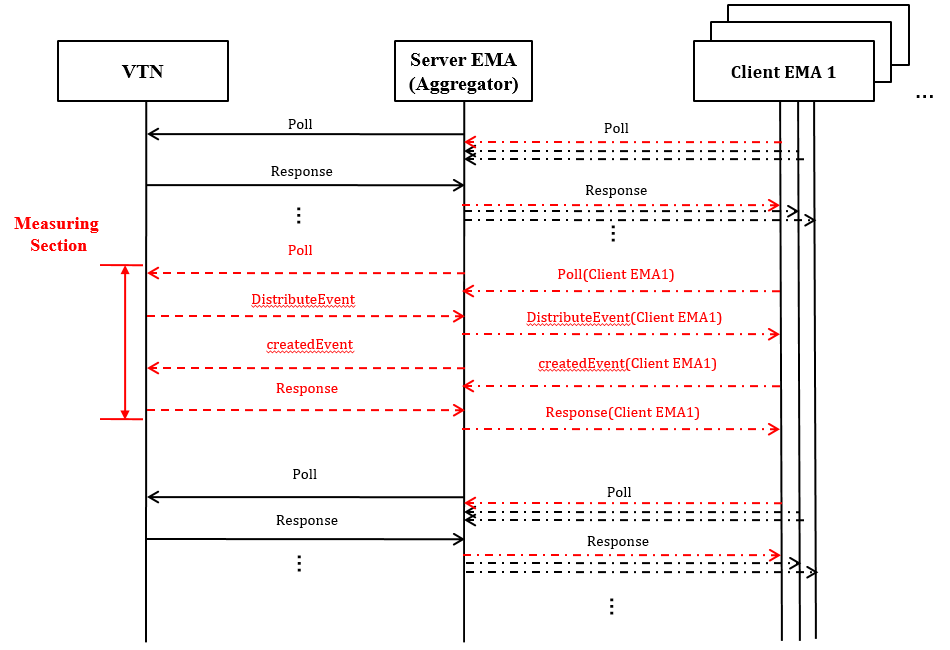 VTN
Server EMA
(Aggregator)
Client EMA 1
...
Poll
Poll
Response
Response
Measuring
Section
Poll
Poll(Client EMA1)
DistributeEvent
DistributeEvent(Client EMA1)
createdEvent
createdEvent(Client EMA1)
Response
Response(Client EMA1)
Poll
Poll
Response
Response